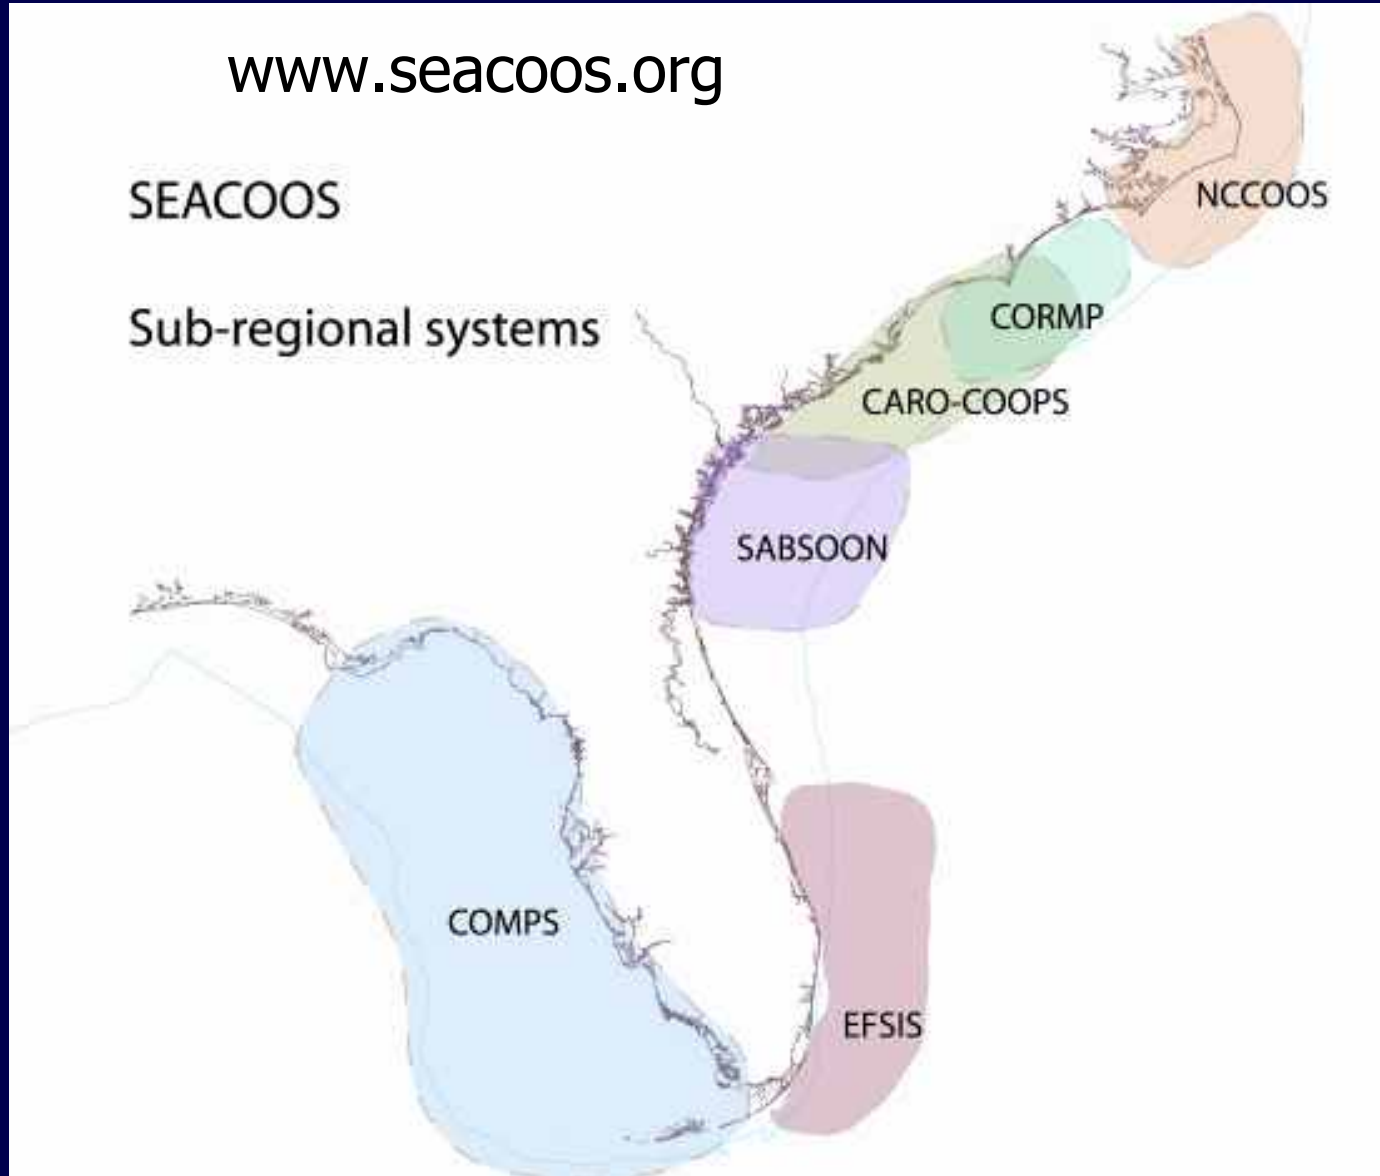 www.seacoos.org
SEACOOS
NCCOOS
Sub-regional systems
CORMP
CARO-COOPS
SABSOON
COMPS
EFSIS